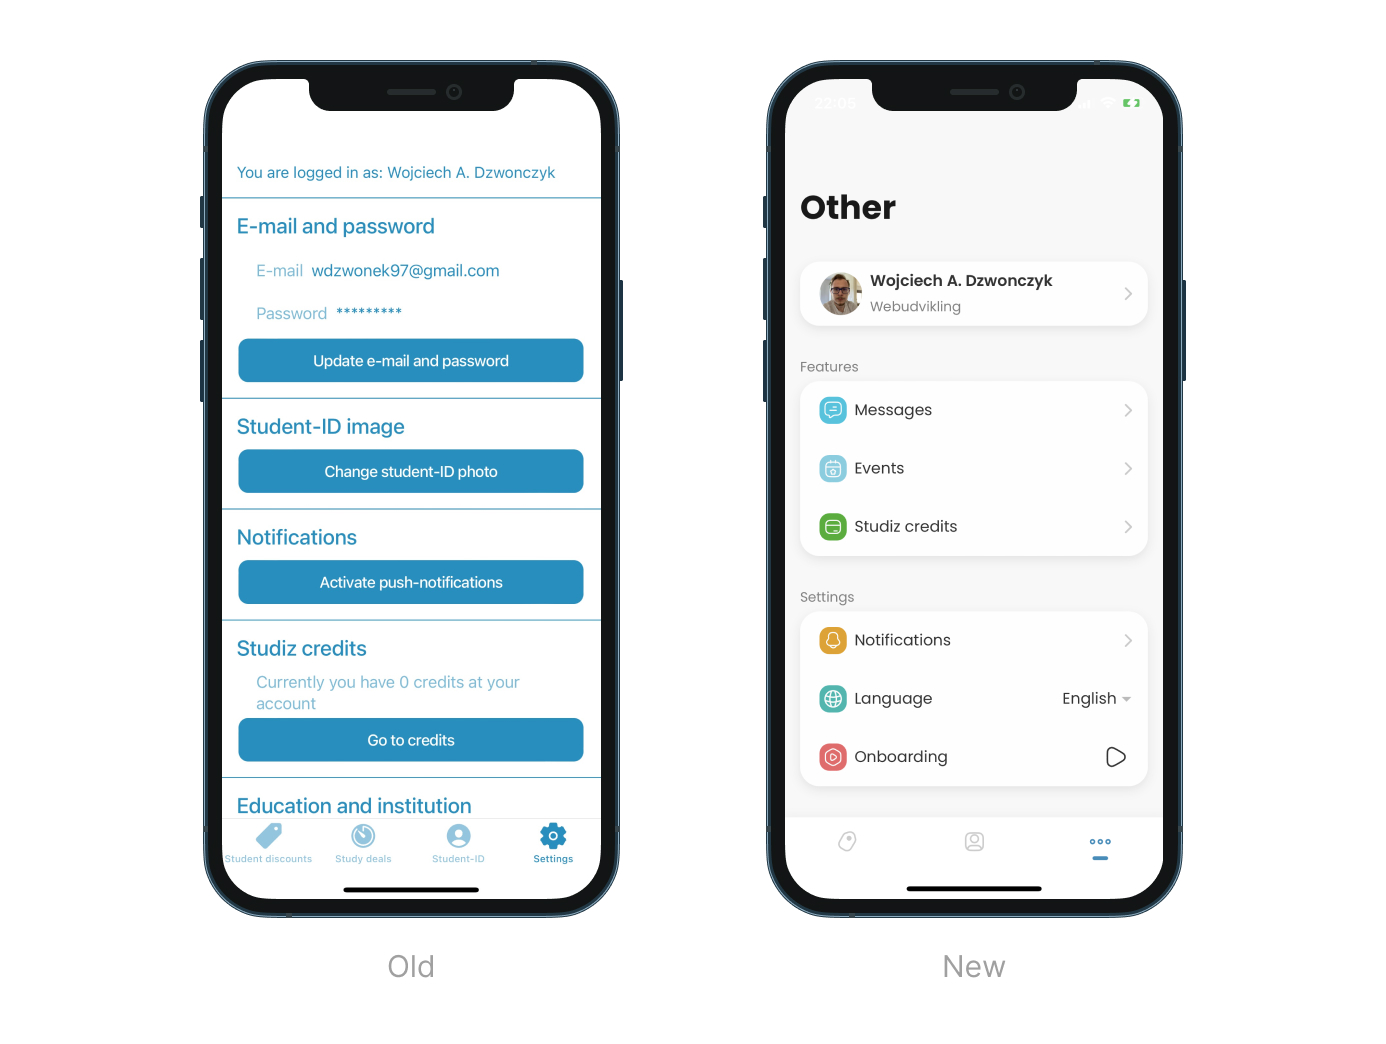 You are logged in as: Wojciech A. Dzwonczyk
E-mail and password
E-mail wdzwonek97@gmail.com
Password *********
Update e-mail and password
Student-ID image
Change student-ID photo
Notifications
Activate push-notifications
Studiz credits
Currently you have 0 credits at your
account
Go to credits
Education and institution
Student discounts
Study deals
Student-ID
Settings
Old
22:05
Other
Wojciech A. Dzwonczyk
Webudvikling
Features
Messages
Events
Studiz credits
Settings
Notifications
Language English
Onboarding
New